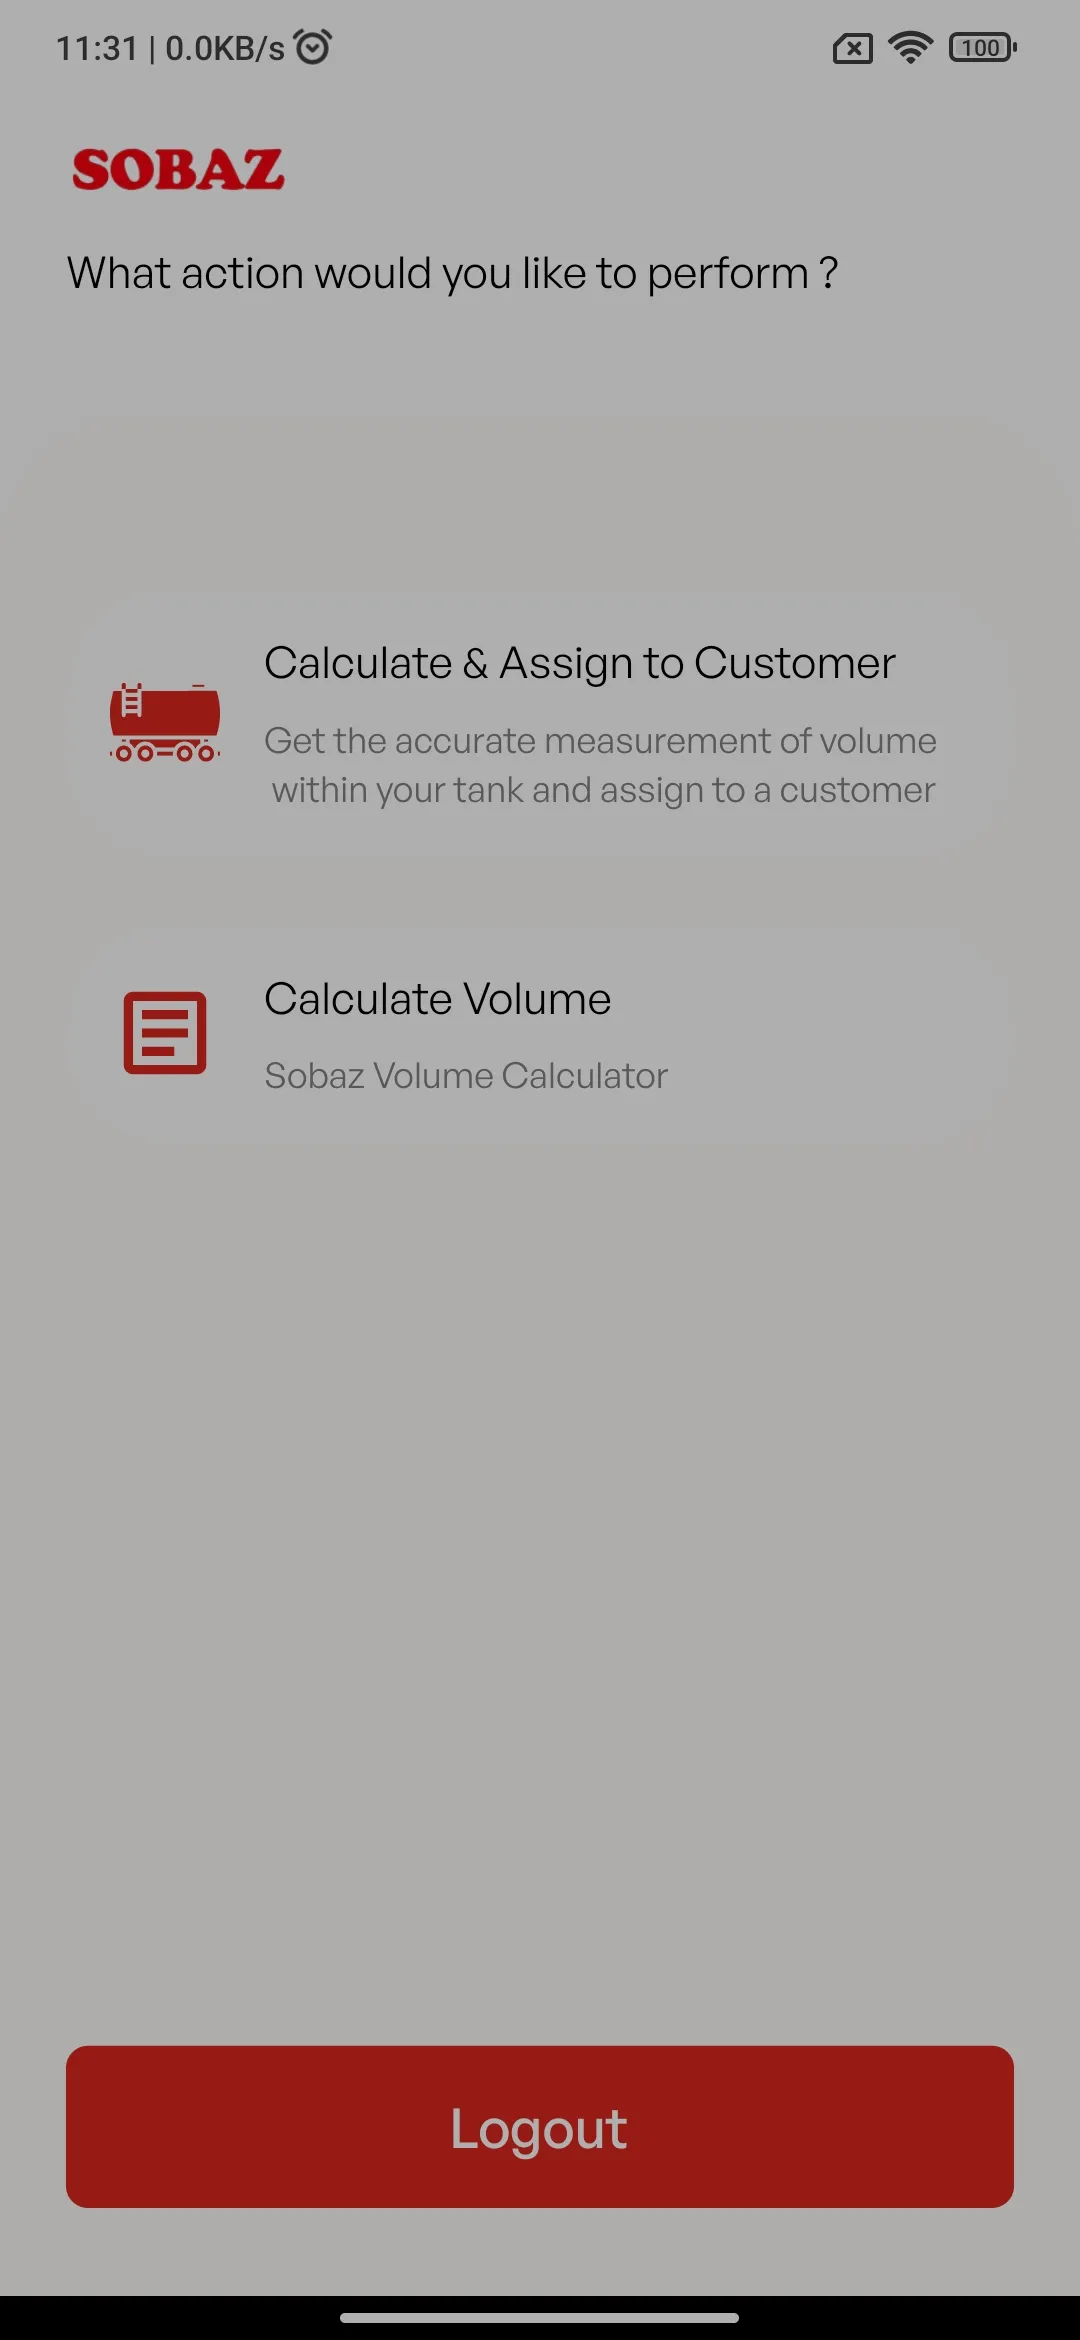 11:31 | 0.0KB/s
100
SOBAZ
What action would you like to perform ?
Calculate & Assign to Customer
Get the accurate measurement of volume
within your tank and assign to a customer
Calculate Volume
Sobaz Volume Calculator
Logout